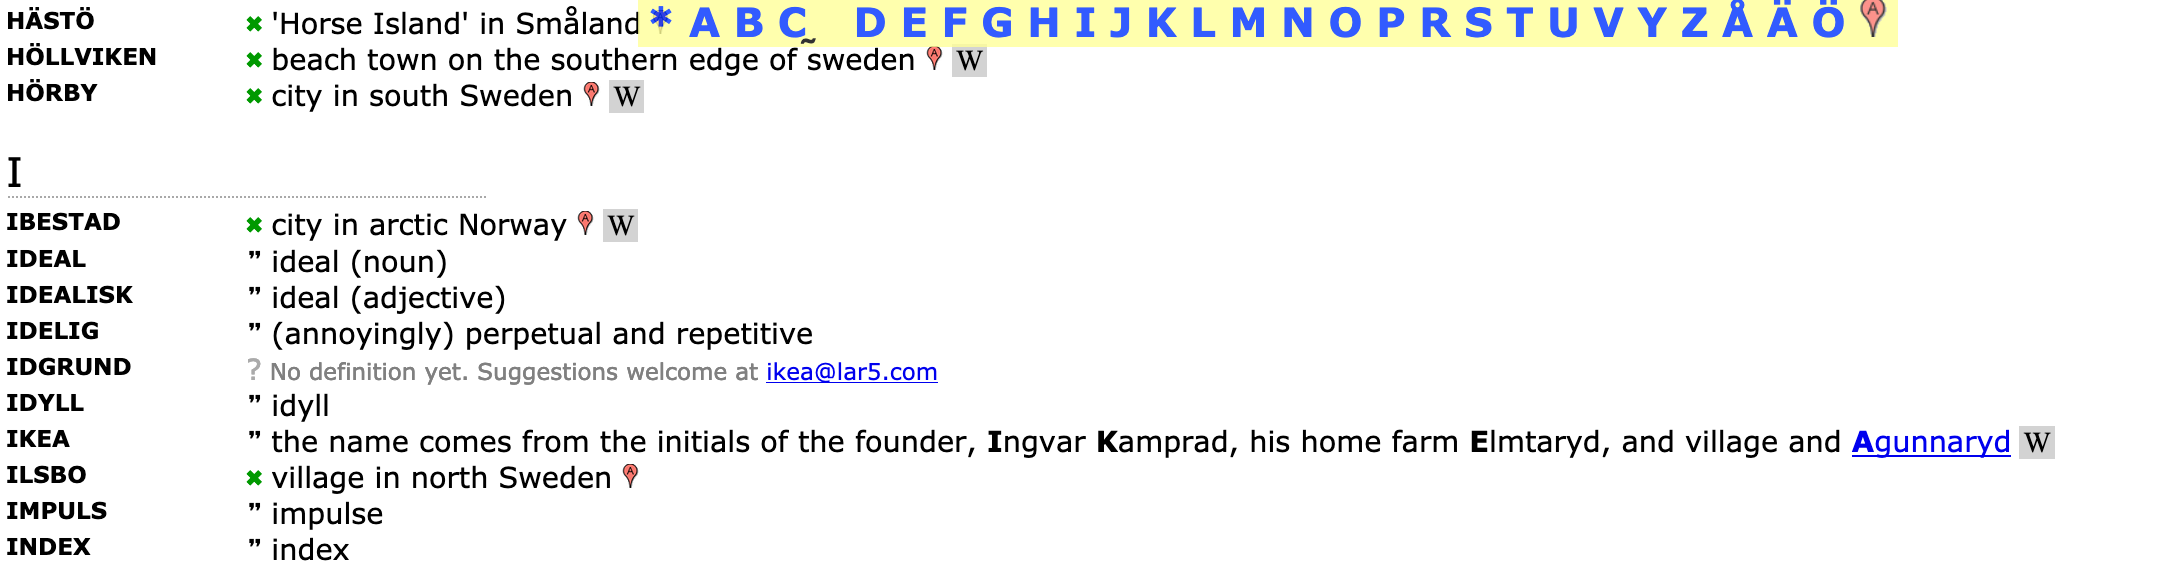 HÄSTÖ ✖ 'Horse Island' in Småland * A B C̰ D E F G H I J K L M N O P R S T U V Y Z Å Ä Ö A
HÖLLVIKEN ✖ beach town on the southern edge of sweden A W
HÖRBY ✖ city in south Sweden A W
I
IBESTAD ✖ city in arctic Norway A W
IDEAL ” ideal (noun)
IDEALISK ” ideal (adjective)
IDELIG ” (annoyingly) perpetual and repetitive
IDGRUND ? No definition yet. Suggestions welcome at ikea@lar5.com
IDYLL ” idyll
IKEA ” the name comes from the initials of the founder, Ingvar Kamprad, his home farm Elmtaryd, and village and Agunnaryd W
ILSBO ✖ village in north Sweden A
IMPULS ” impulse
INDEX ” index